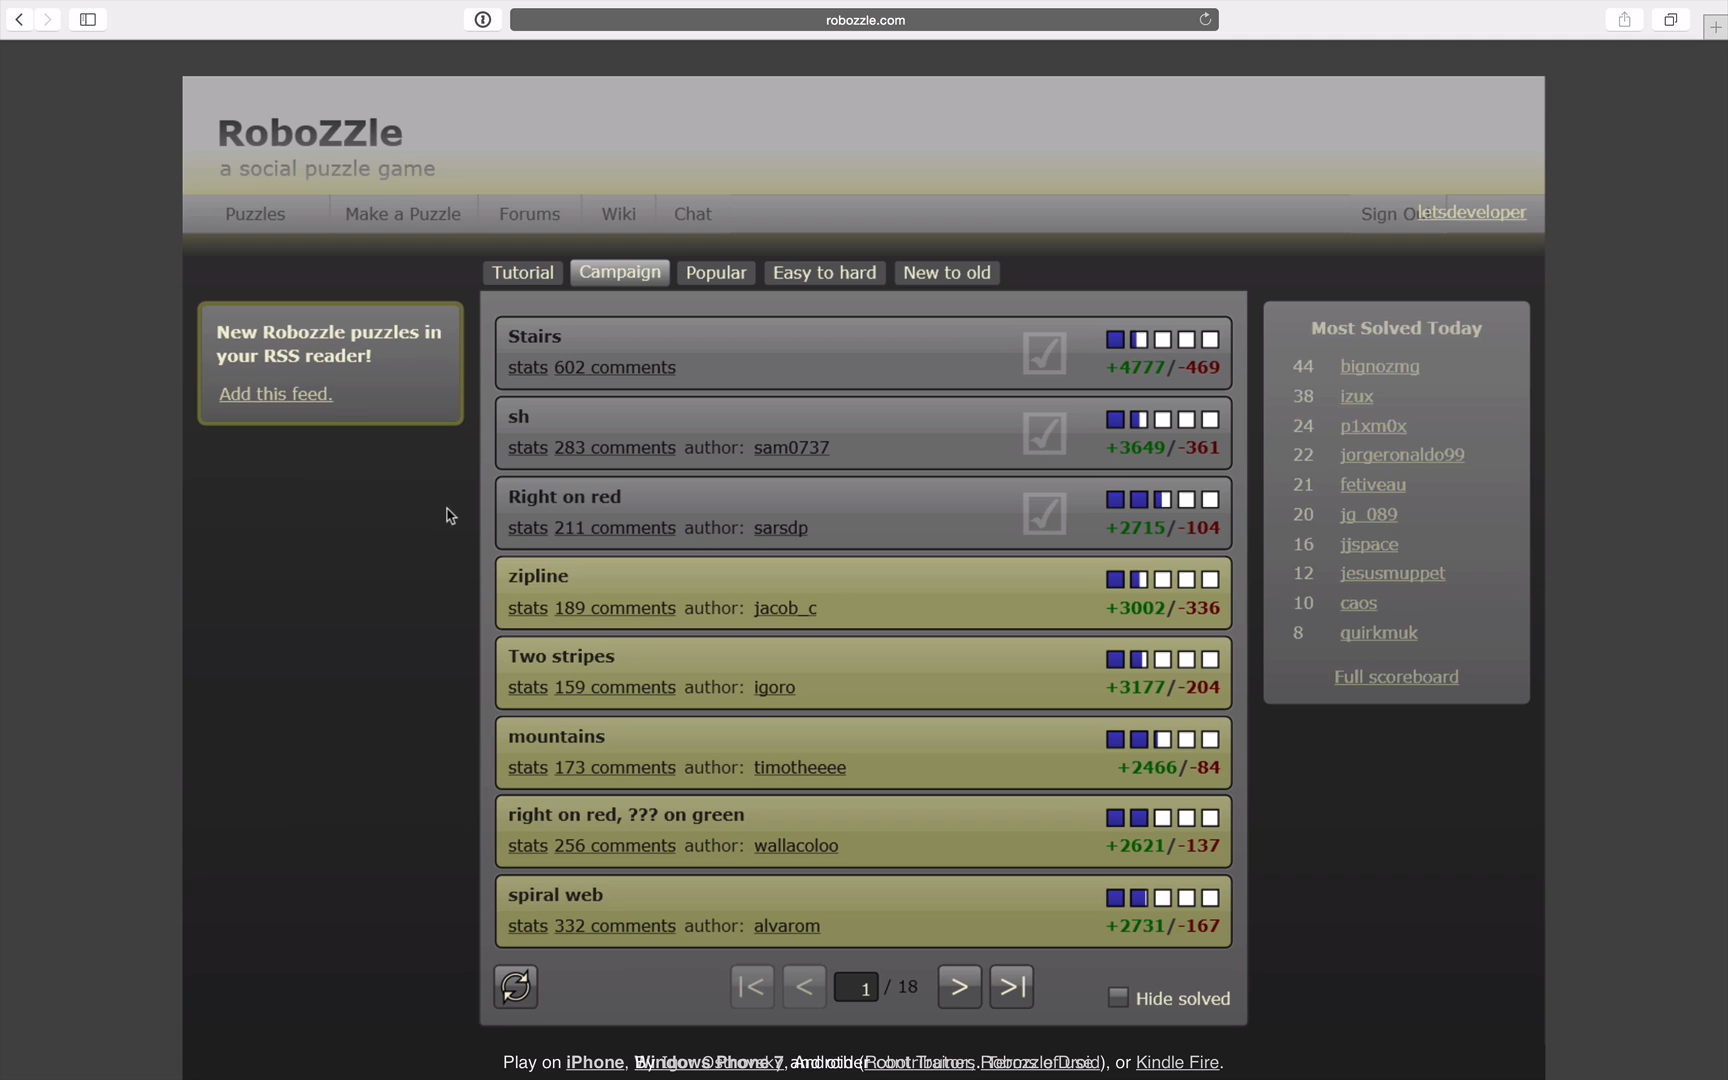 robozzle.com
RoboZZle
a social puzzle game
Puzzles Make a Puzzle Forums Wiki Chat Sign letsdeveloper
Tutorial Campaign Popular Easy to hard New to old
New Robozzle puzzles in
your RSS reader!
Add this feed.
Stairs
stats 602 comments
+4777/-469
sh
stats 283 comments author: sam0737
+3649/-361
Right on red
stats 211 comments author: sarsdp
+2715/-104
zipline
stats 189 comments author: jacob_c
+3002/-336
Two stripes
stats 159 comments author: igoro
+3177/-204
mountains
stats 173 comments author: timotheeee
+2466/-84
right on red, ??? on green
stats 256 comments author: wallacoloo
+2621/-137
spiral web
stats 332 comments author: alvarom
+2731/-167
|< < 1 / 18 > >|
Hide solved
Most Solved Today
44 bignozmg
38 izux
24 p1xm0x
22 jorgeronaldo99
21 fetiveau
20 jg_089
16 jjspace
12 jesusmuppet
10 caos
8 quirkmuk
Full scoreboard
Play on iPhone, Windows Phone 7, or Kindle Fire.